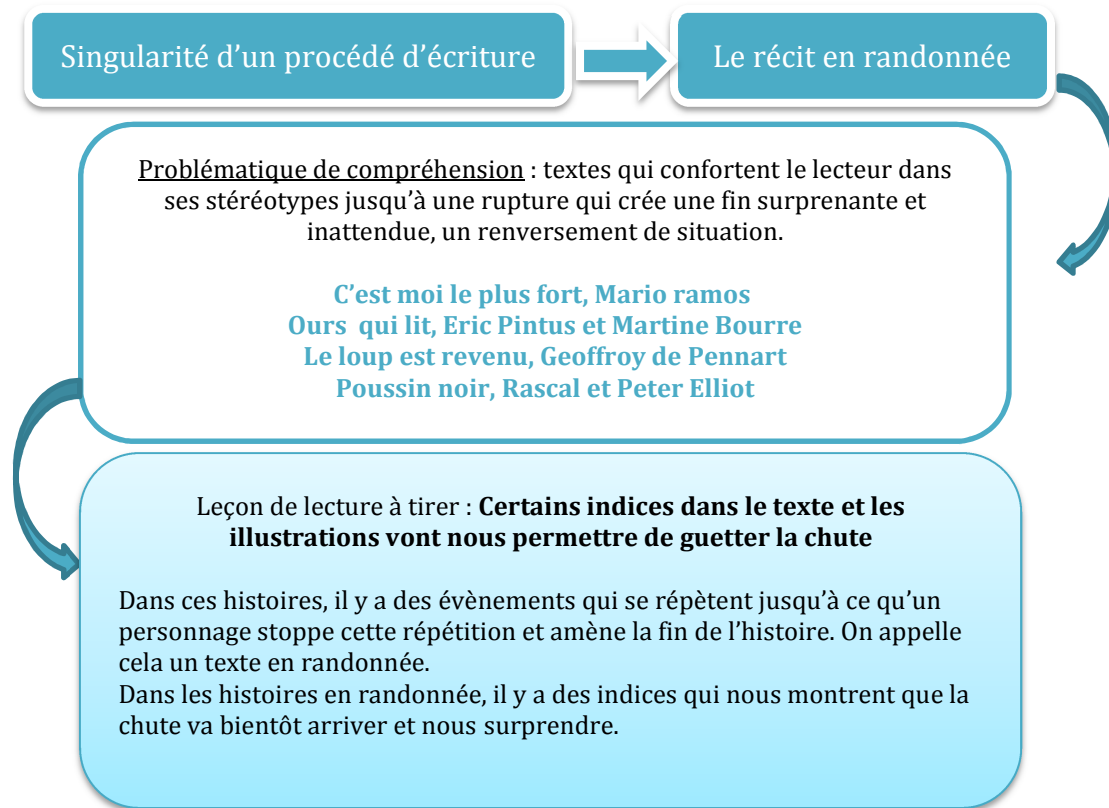 Singularité d’un procédé d’écriture
Le récit en randonnée
Problématique de compréhension : textes qui confortent le lecteur dans
ses stéréotypes jusqu’à une rupture qui crée une fin surprenante et
inattendue, un renversement de situation.
C’est moi le plus fort, Mario ramos
Ours  qui lit, Eric Pintus et Martine Bourre
Le loup est revenu, Geoffroy de Pennart
Poussin noir, Rascal et Peter Elliot
Leçon de lecture à tirer : Certains indices dans le texte et les
illustrations vont nous permettre de guetter la chute
Dans ces histoires, il y a des évènements qui se répètent jusqu’à ce qu’un
personnage stoppe cette répétition et amène la fin de l’histoire. On appelle
cela un texte en randonnée.
Dans les histoires en randonnée, il y a des indices qui nous montrent que la
chute va bientôt arriver et nous surprendre.